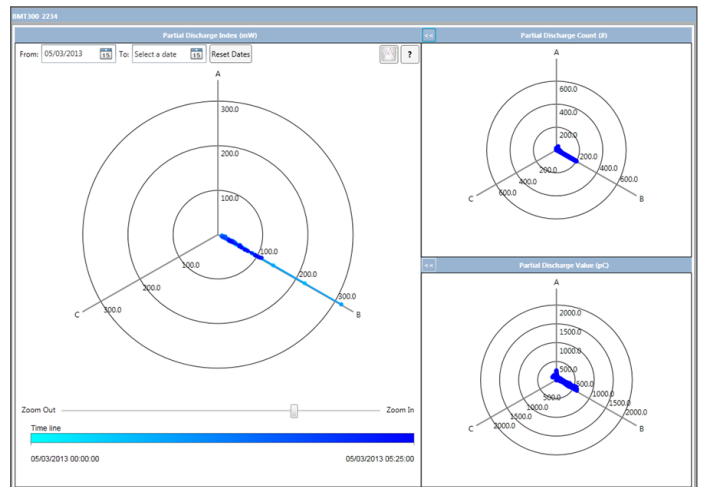 BMT300 2234
Partial Discharge Index (mW)
From: 05/03/2013 15 To: Select a date 15 Reset Dates ?
A
300.0
200.0
100.0
100.0
200.0
300.0
B
100.0
200.0
300.0
C
Zoom Out Zoom In
Time line
05/03/2013 00:00:00 05/03/2013 05:25:00
<< Partial Discharge Count (#)
A
600.0
400.0
200.0
200.0
400.0
600.0
B
200.0
400.0
600.0
C
<< Partial Discharge Value (pC)
A
2000.0
1500.0
1000.0
500.0
500.0
1000.0
1500.0
2000.0
B
500.0
1000.0
1500.0
2000.0
C